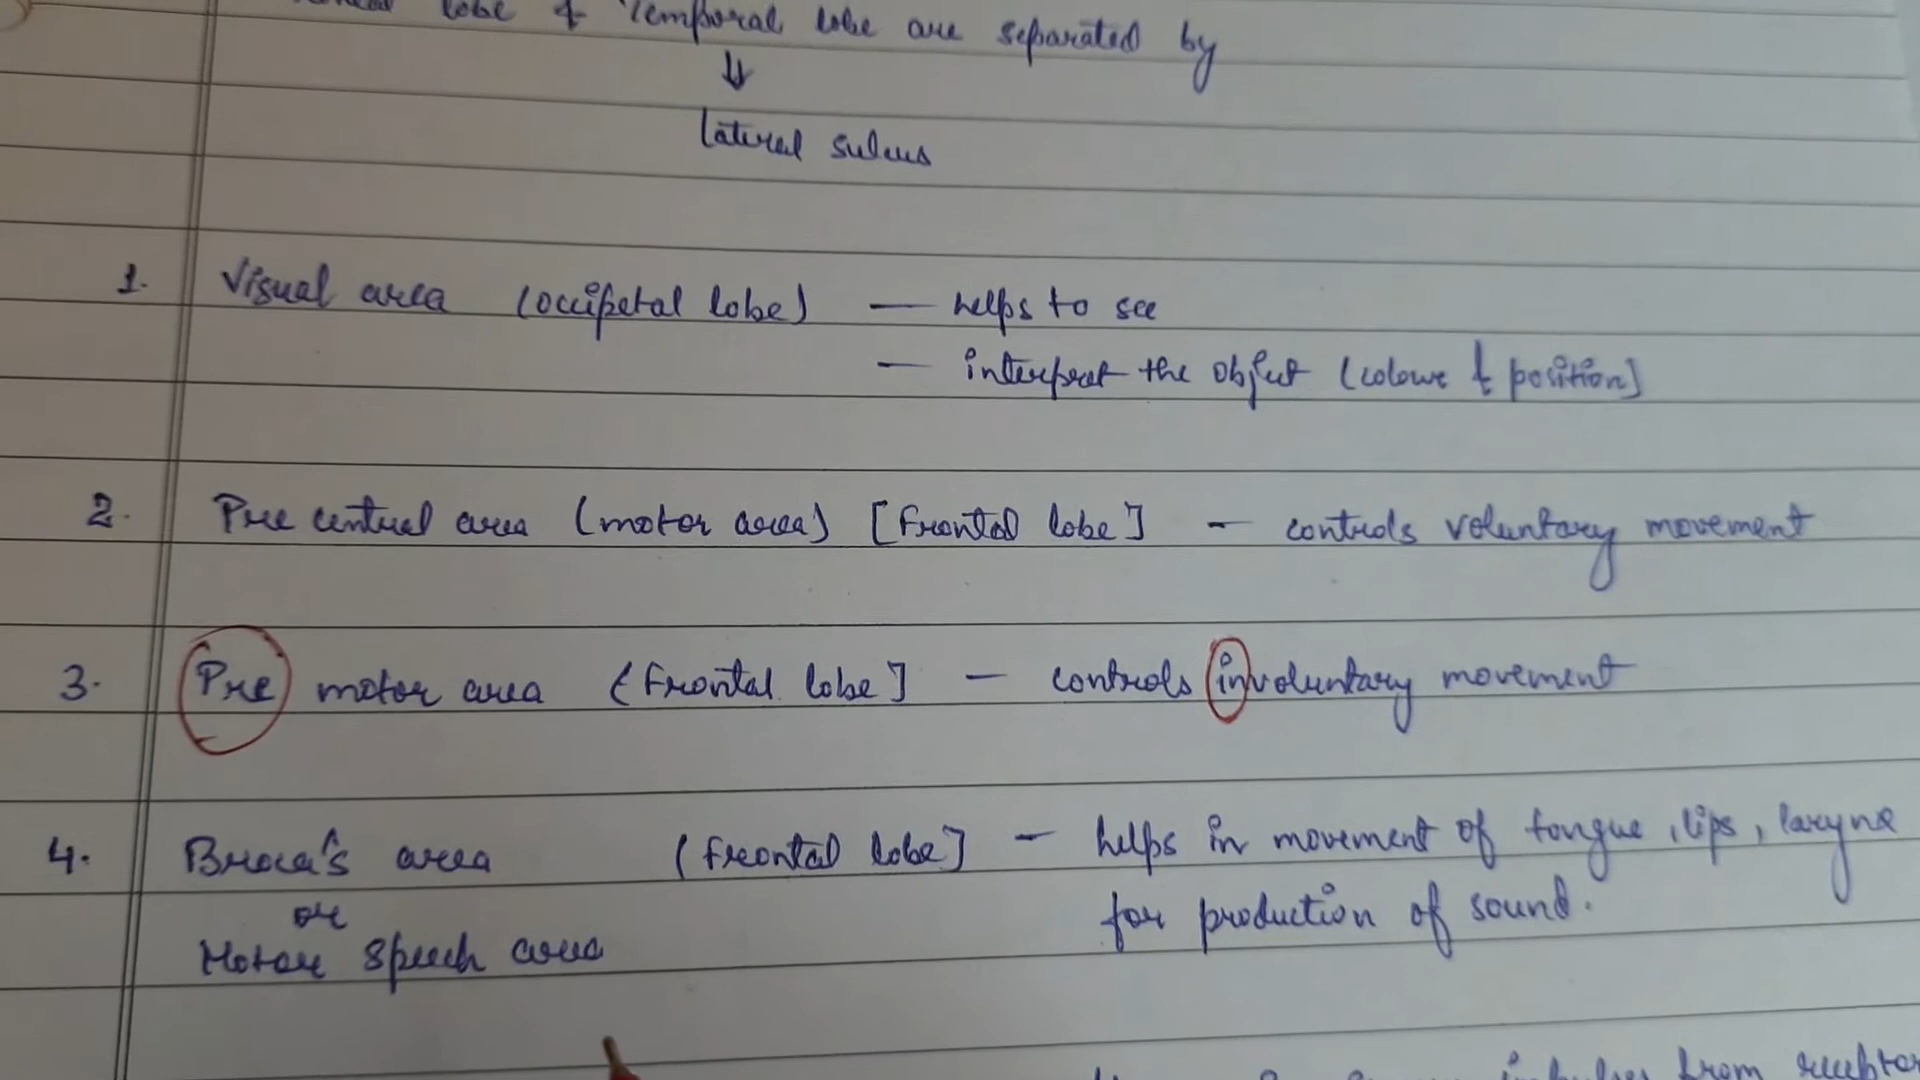 lobe & Temporal lobe are separated by
⇓
lateral sulcus
1. Visual area (occipetal lobe) — helps to see
— interpret the object (colour & position]
2. Pre central area (motor area) [Frontal lobe] - controls voluntary movement
3. Pre motor area (Frontal lobe] - controls involuntary movement
4. Broca's area (frontal lobe] - helps in movement of tongue, lips, larynx
or for production of sound.
Motor speech area
from receptor